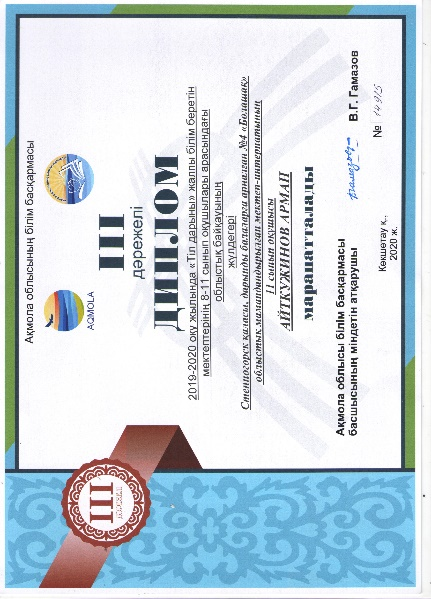 Ақмола облысының білім басқармасы
AQMOLA
III
дәрежелі
ДИПЛОМ
2019-2020 оқу жылында «Тіл дарыны» жалпы білім беретін
мектептерінің 8-11 сынып оқушылары арасындағы
облыстық байқауының
жүлдегері
Степногорск қаласы, дарынды балаларға арналған №4 «Болашақ»
облыстық мамандандырылған мектеп-интернатының
11 сынып оқушысы
АЙТКУЖИНОВ АРМАН
марапатталады
Ақмола облысы білім басқармасы
басшысының міндетін атқарушы
В.Г. Гамазов
№ 14915
Көкшетау қ.,
2020 ж.
III